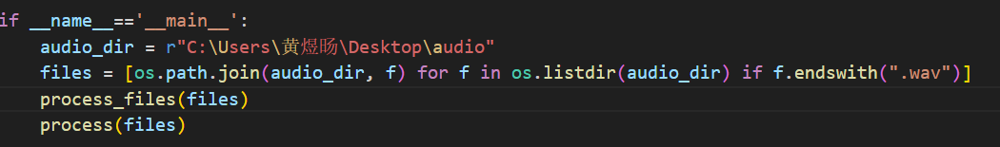 if __name__=='__main__':
    audio_dir = r"C:\Users\黄煜旸\Desktop\audio"
    files = [os.path.join(audio_dir, f) for f in os.listdir(audio_dir) if f.endswith(".wav")]
    process_files(files)
    process(files)